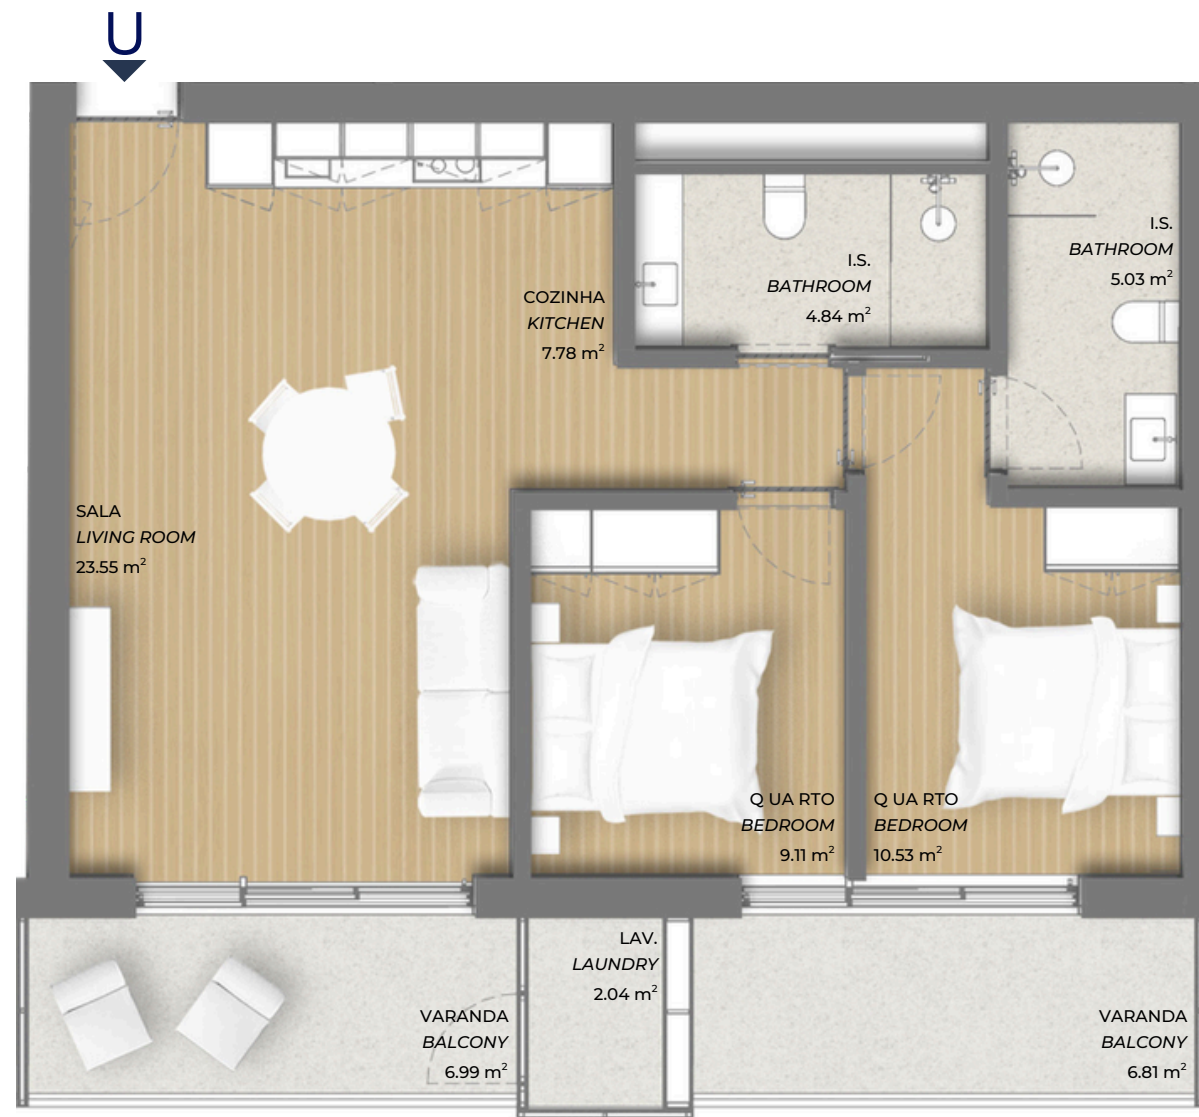 U
I.S.
BATHROOM
5.03 m²
I.S.
BATHROOM
4.84 m²
COZINHA
KITCHEN
7.78 m²
SALA
LIVING ROOM
23.55 m²
Q UA RTO
BEDROOM
9.11 m²
Q UA RTO
BEDROOM
10.53 m²
LAV.
LAUNDRY
2.04 m²
VARANDA
BALCONY
6.99 m²
VARANDA
BALCONY
6.81 m²